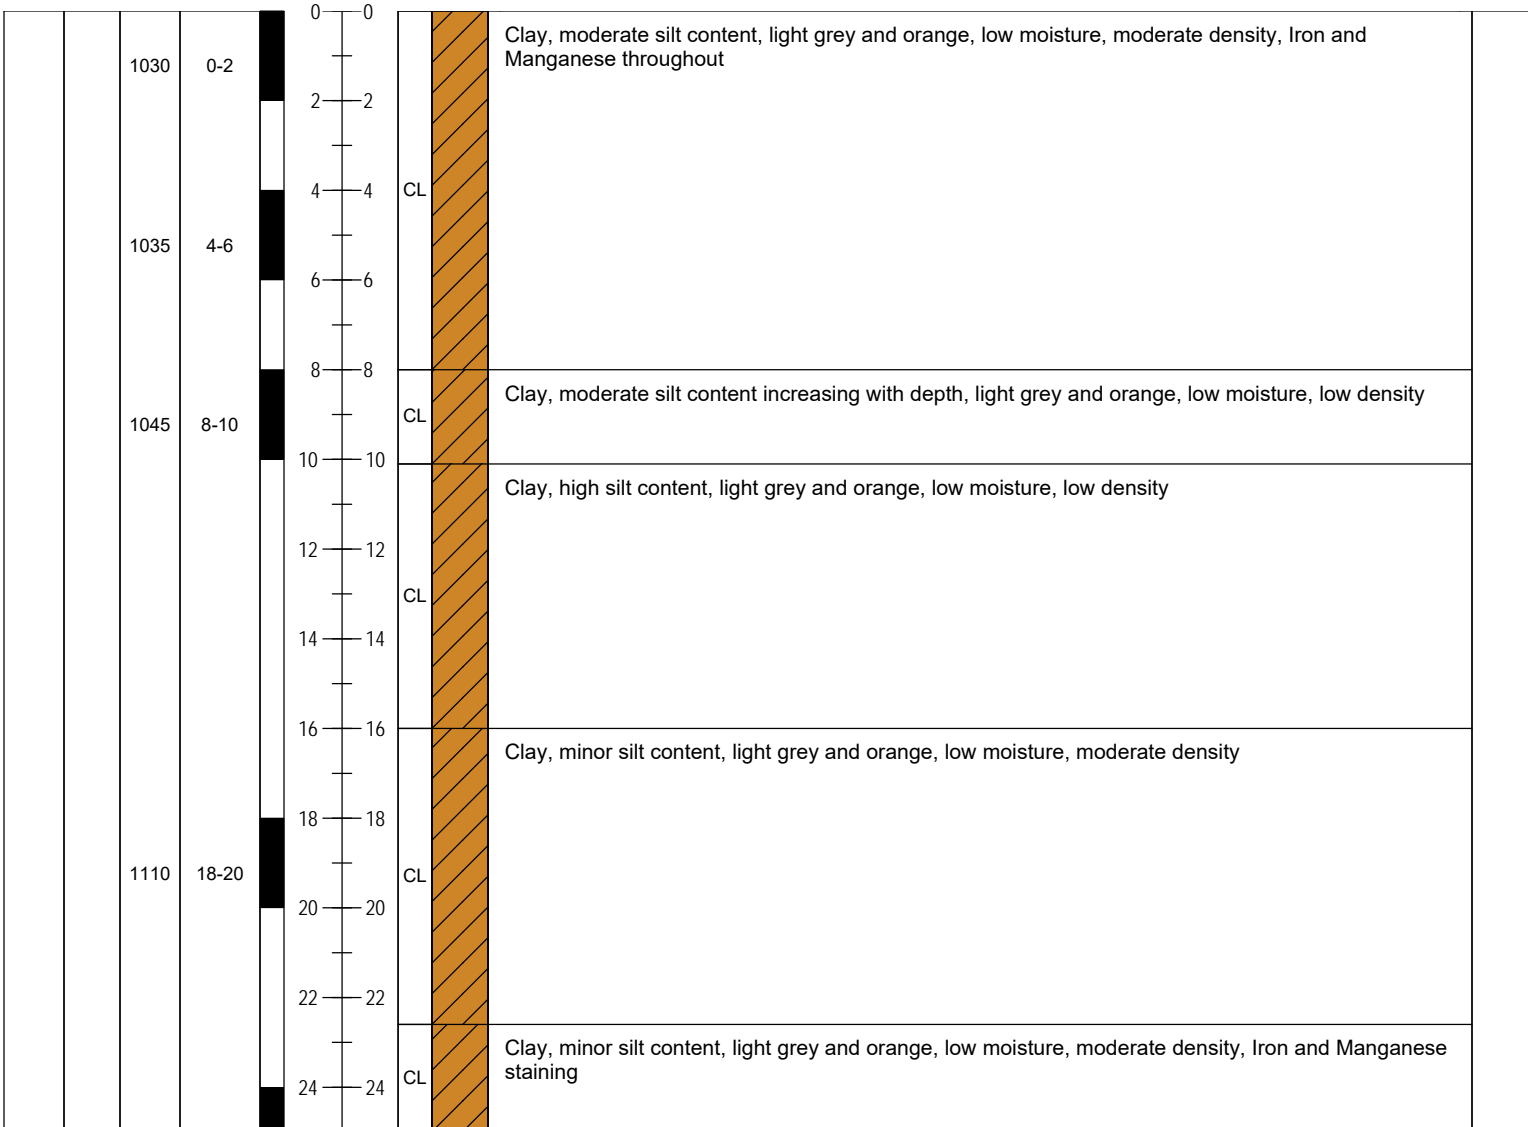 0 0
Clay, moderate silt content, light grey and orange, low moisture, moderate density, Iron and
Manganese throughout
1030 0-2
2 2
4 4 CL
1035 4-6
6 6
8 8
Clay, moderate silt content increasing with depth, light grey and orange, low moisture, low density
CL
1045 8-10
10 10
Clay, high silt content, light grey and orange, low moisture, low density
12 12
CL
14 14
16 16
Clay, minor silt content, light grey and orange, low moisture, moderate density
18 18
1110 18-20 CL
20 20
22 22
Clay, minor silt content, light grey and orange, low moisture, moderate density, Iron and Manganese
staining
CL
24 24